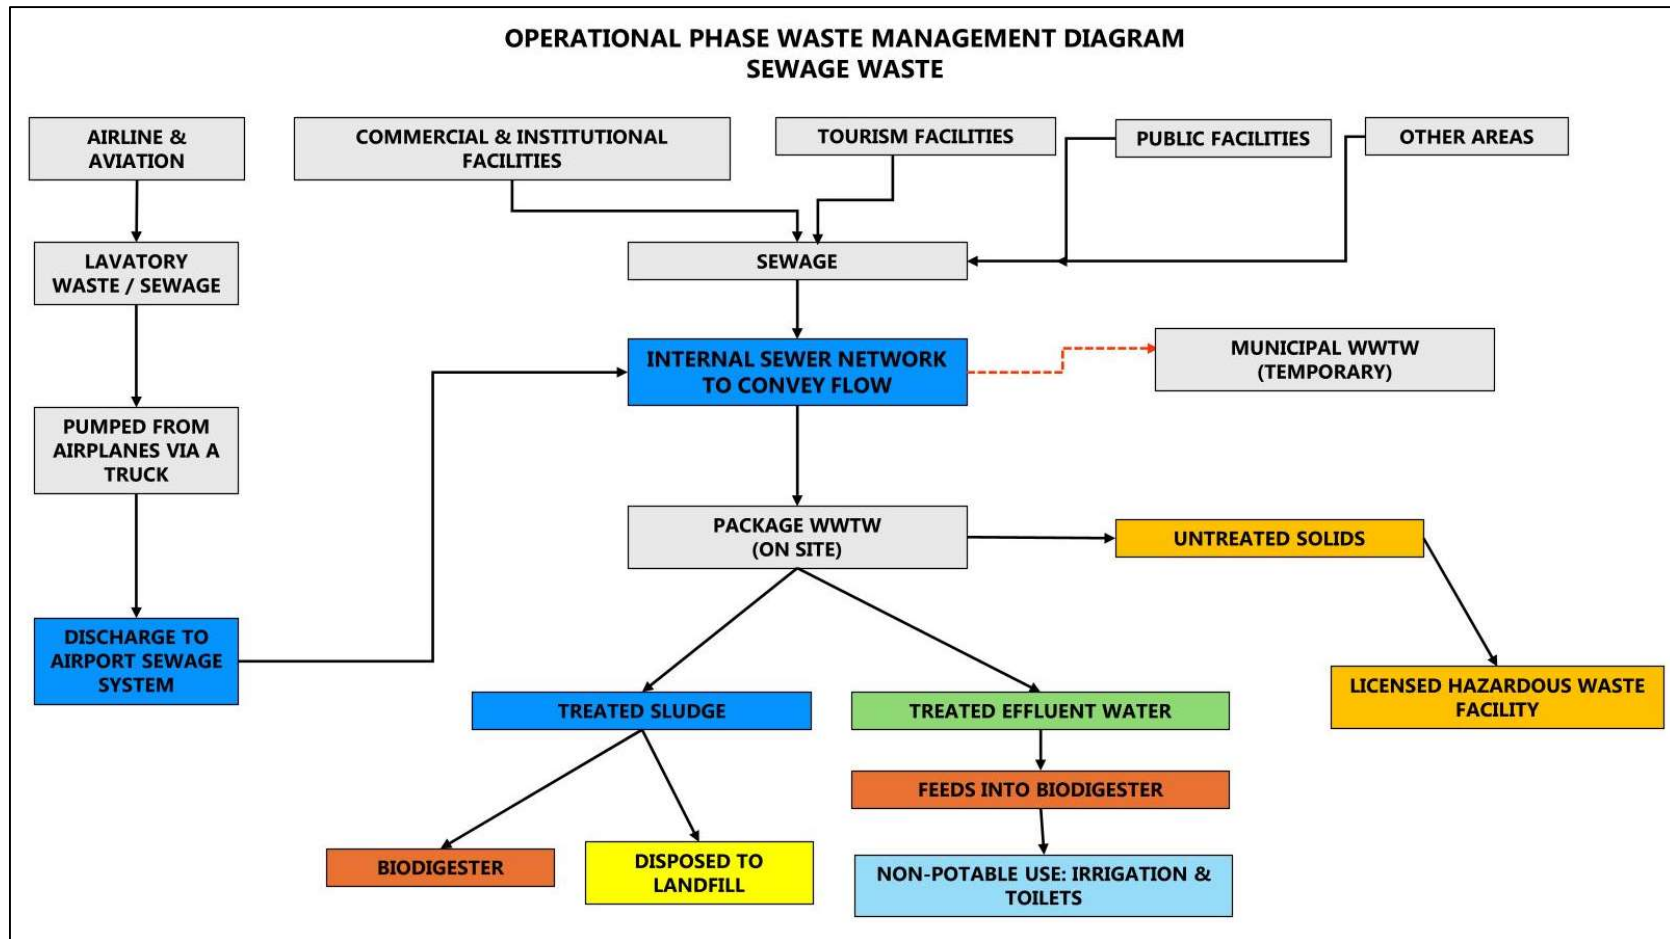 OPERATIONAL PHASE WASTE MANAGEMENT DIAGRAM
SEWAGE WASTE
AIRLINE &
AVIATION
COMMERCIAL & INSTITUTIONAL
FACILITIES
TOURISM FACILITIES
PUBLIC FACILITIES
OTHER AREAS
LAVATORY
WASTE / SEWAGE
SEWAGE
INTERNAL SEWER NETWORK
TO CONVEY FLOW
MUNICIPAL WWTW
(TEMPORARY)
PUMPED FROM
AIRPLANES VIA A
TRUCK
PACKAGE WWTW
(ON SITE)
UNTREATED SOLIDS
DISCHARGE TO
AIRPORT SEWAGE
SYSTEM
LICENSED HAZARDOUS WASTE
FACILITY
TREATED SLUDGE
TREATED EFFLUENT WATER
FEEDS INTO BIODIGESTER
BIODIGESTER
DISPOSED TO
LANDFILL
NON-POTABLE USE: IRRIGATION &
TOILETS